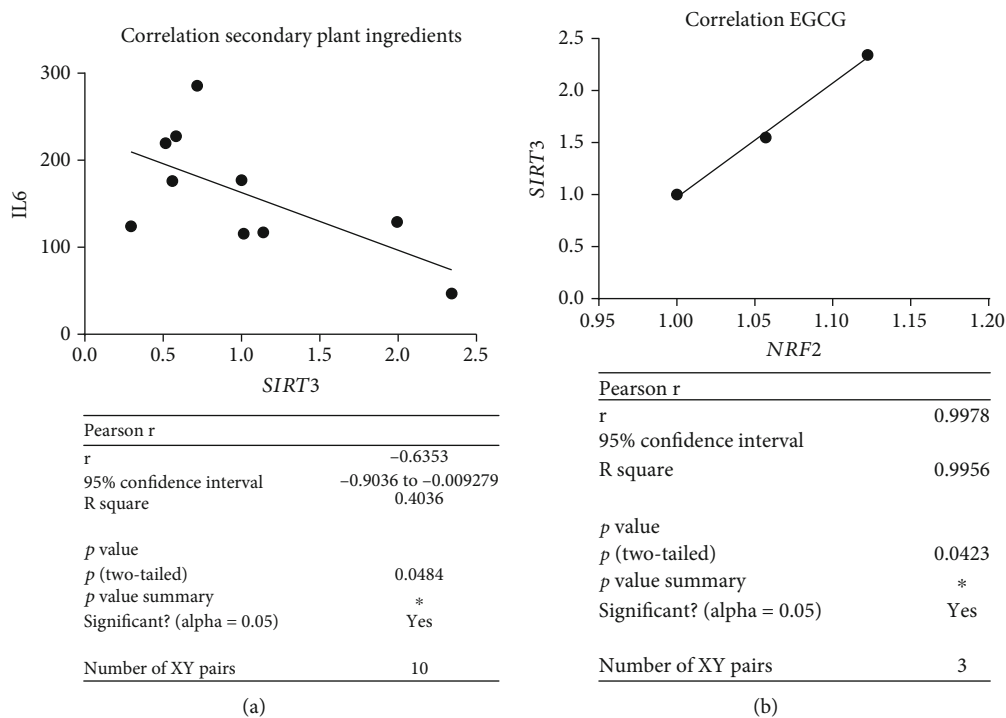 Correlation secondary plant ingredients
300
200
100
0
IL6
0.0 0.5 1.0 1.5 2.0 2.5
SIRT3
Pearson r
r –0.6353
95% confidence interval –0.9036 to –0.009279
R square 0.4036
p value
p (two-tailed) 0.0484
p value summary *
Significant? (alpha = 0.05) Yes
Number of XY pairs 10
(a)
Correlation EGCG
2.5
2.0
1.5
1.0
0.5
0.0
SIRT3
0.95 1.00 1.05 1.10 1.15 1.20
NRF2
Pearson r
r 0.9978
95% confidence interval
R square 0.9956
p value
p (two-tailed) 0.0423
p value summary *
Significant? (alpha = 0.05) Yes
Number of XY pairs 3
(b)